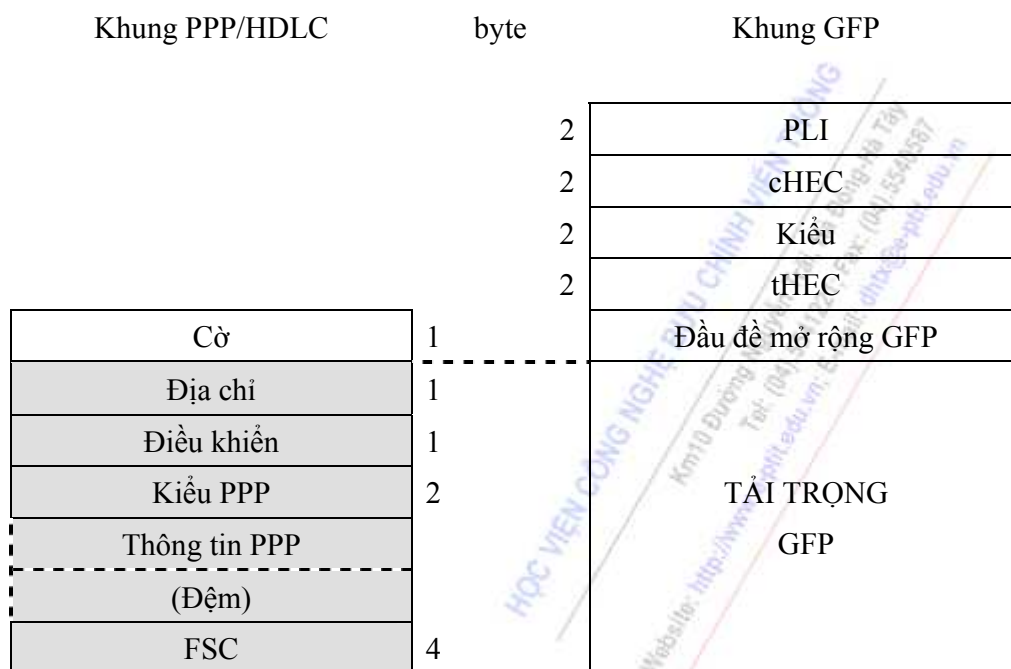 Khung PPP/HDLC byte Khung GFP
2 PLI
2 cHEC
2 Kiểu
2 tHEC
Cờ 1 Đầu đề mở rộng GFP
Địa chỉ 1
Điều khiển 1
Kiểu PPP 2 TẢI TRỌNG
Thông tin PPP GFP
(Đệm)
FSC 4
HỌC VIỆN CÔNG NGHỆ BƯU CHÍNH VIỄN THÔNG